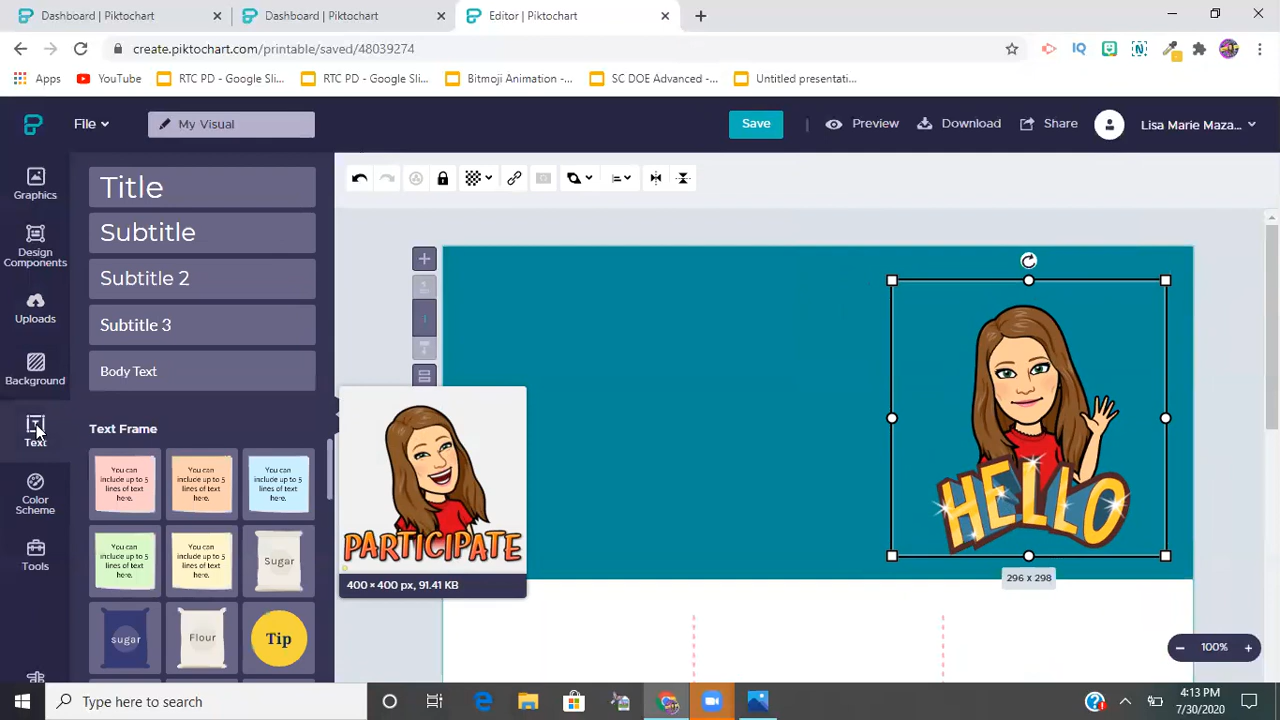 Dashboard | Piktochart
Dashboard | Piktochart
Editor | Piktochart
create.piktochart.com/printable/saved/48039274
Apps
YouTube
RTC PD - Google Sli...
RTC PD - Google Sli...
Bitmoji Animation -...
SC DOE Advanced -...
Untitled presentati...
File
My Visual
Save
Preview
Download
Share
Lisa Marie Maza...
Graphics
Design
Components
Uploads
Background
Text
Color
Scheme
Tools
Title
Subtitle
Subtitle 2
Subtitle 3
Body Text
Text Frame
You can
include up to 5
lines of text
here.
You can
include up to 5
lines of text
here.
You can
include up to 5
lines of text
here.
You can
include up to 5
lines of text
here.
You can
include up to 5
lines of text
here.
Sugar
sugar
Flour
Tip
PARTICIPATE
400 × 400 px, 91.41 KB
HELLO
296 x 298
100%
Type here to search
4:13 PM
7/30/2020